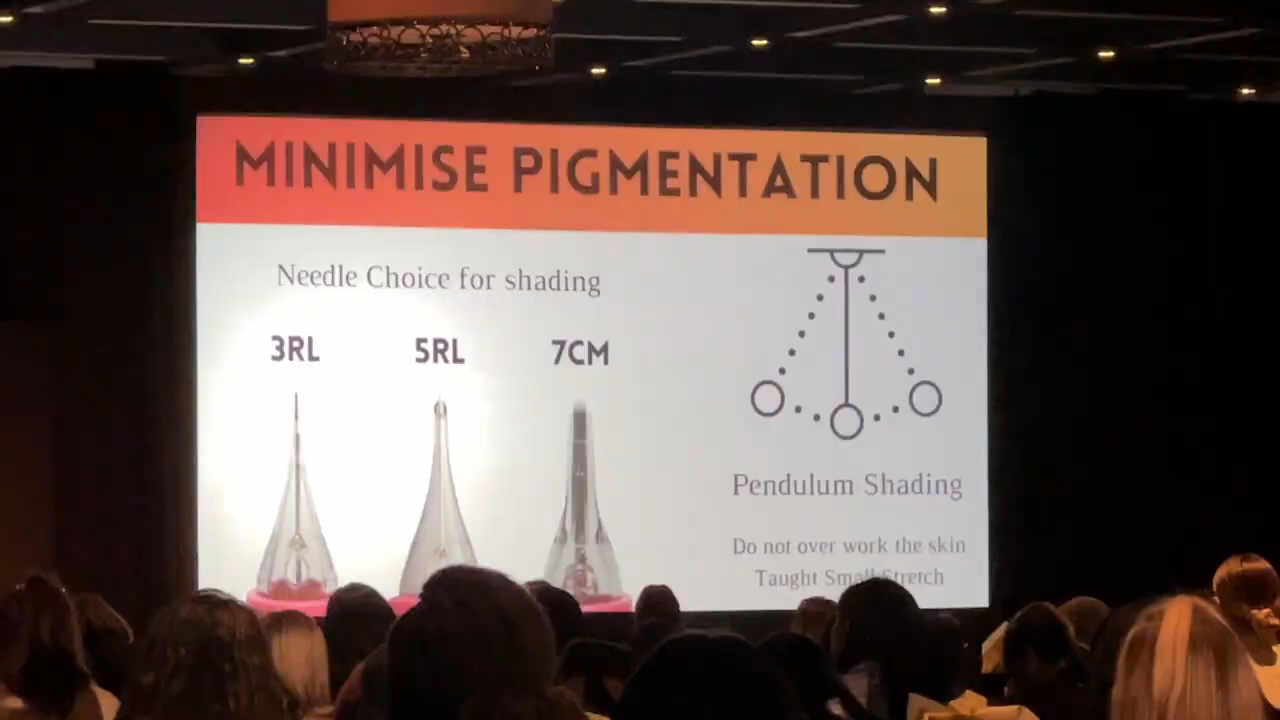 MINIMISE PIGMENTATION
Needle Choice for shading
3RL 5RL 7CM
Pendulum Shading
Do not over work the skin
Taught Small Stretch